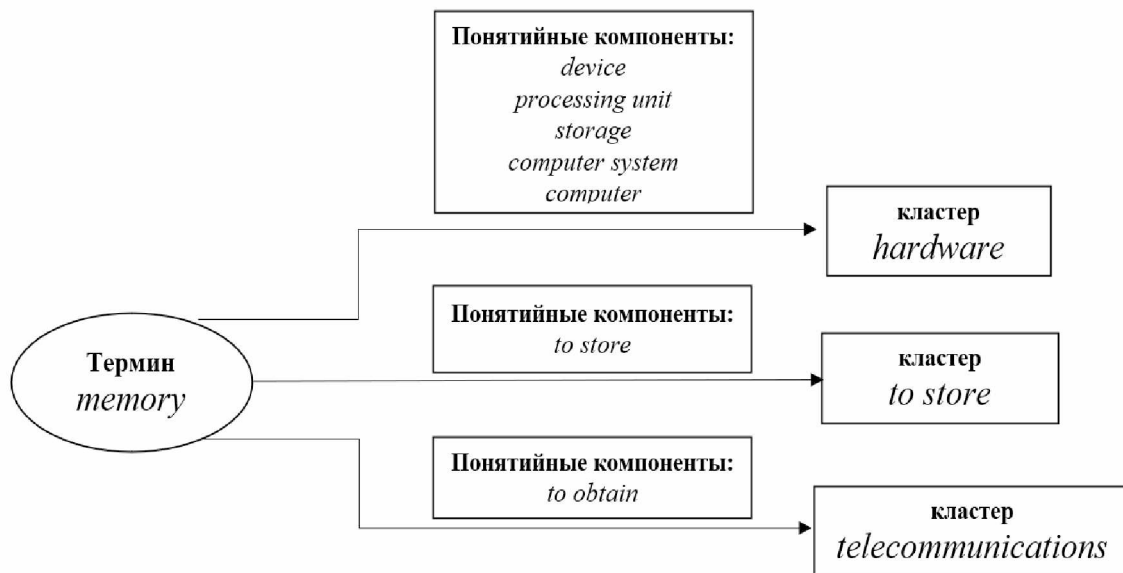 Понятийные компоненты:
device
processing unit
storage
computer system
computer
кластер
hardware
Понятийные компоненты:
to store
Термин
memory
кластер
to store
Понятийные компоненты:
to obtain
кластер
telecommunications